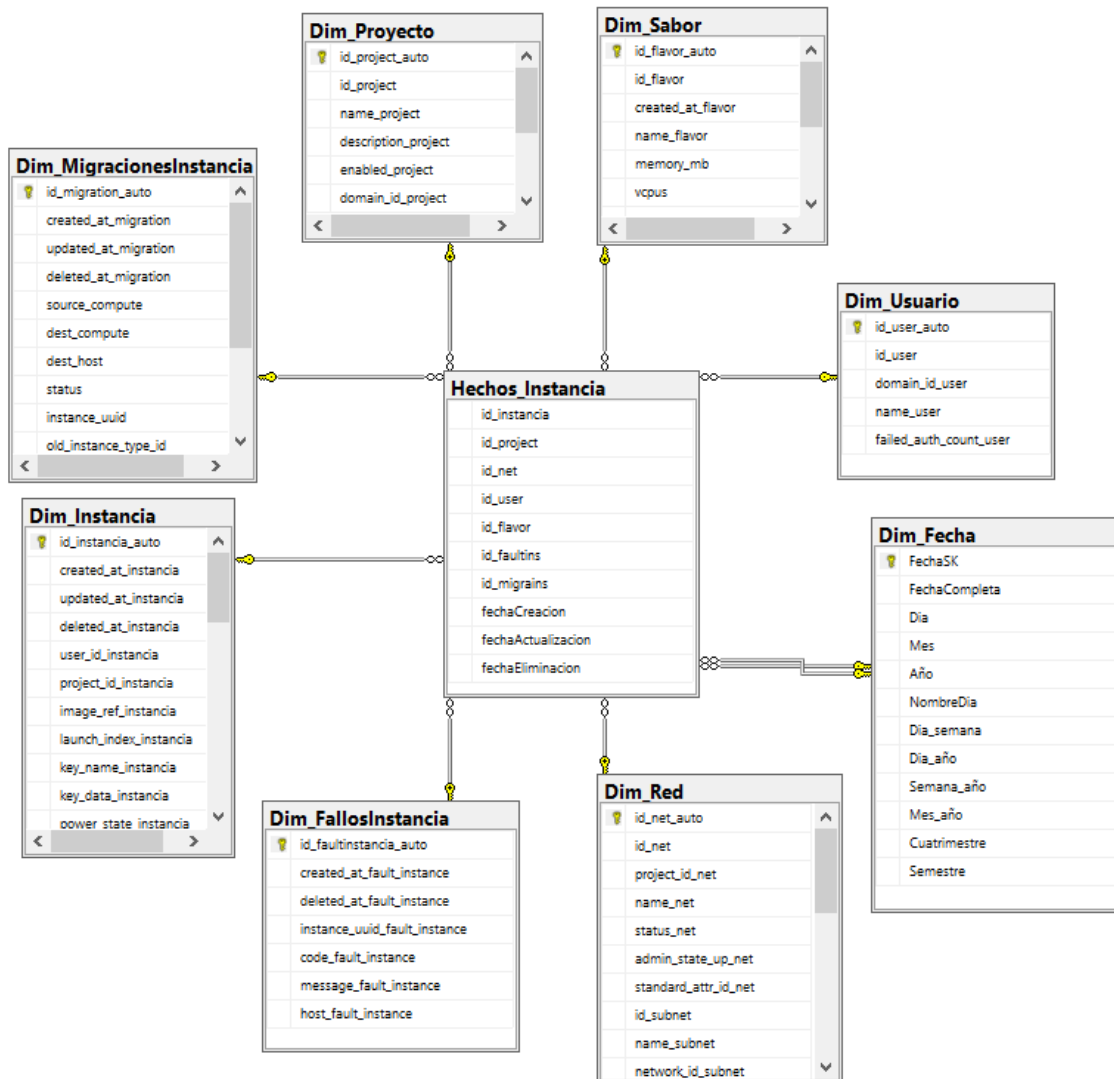 Dim_Proyecto
id_project_auto
id_project
name_project
description_project
enabled_project
domain_id_project
Dim_Sabor
id_flavor_auto
id_flavor
created_at_flavor
name_flavor
memory_mb
vcpus
Dim_MigracionesInstancia
id_migration_auto
created_at_migration
updated_at_migration
deleted_at_migration
source_compute
dest_compute
dest_host
status
instance_uuid
old_instance_type_id
Dim_Usuario
id_user_auto
id_user
domain_id_user
name_user
failed_auth_count_user
Hechos_Instancia
id_instancia
id_project
id_net
id_user
id_flavor
id_faultins
id_migrains
fechaCreacion
fechaActualizacion
fechaEliminacion
Dim_Instancia
id_instancia_auto
created_at_instancia
updated_at_instancia
deleted_at_instancia
user_id_instancia
project_id_instancia
image_ref_instancia
launch_index_instancia
key_name_instancia
key_data_instancia
power_state_instancia
Dim_Fecha
FechaSK
FechaCompleta
Dia
Mes
Año
NombreDia
Dia_semana
Dia_año
Semana_año
Mes_año
Cuatrimestre
Semestre
Dim_FallosInstancia
id_faultinstancia_auto
created_at_fault_instance
deleted_at_fault_instance
instance_uuid_fault_instance
code_fault_instance
message_fault_instance
host_fault_instance
Dim_Red
id_net_auto
id_net
project_id_net
name_net
status_net
admin_state_up_net
standard_attr_id_net
id_subnet
name_subnet
network_id_subnet